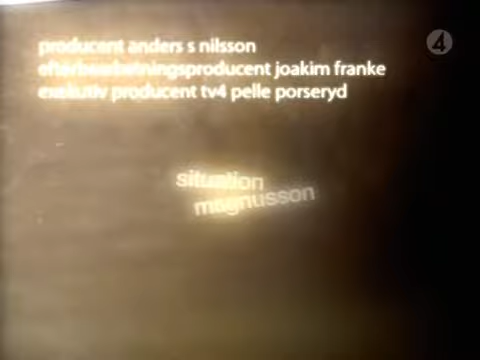 producent anders s nilsson
efterbearbetningsproducent joakim franke
exekutiv producent tv4 pelle porseryd
situation
magnusson
4